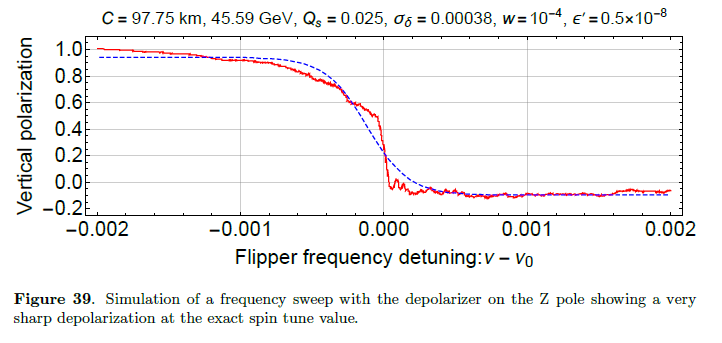 C = 97.75 km, 45.59 GeV, Qs = 0.025, σδ = 0.00038, w = 10⁻⁴, ϵ′ = 0.5×10⁻⁸
Vertical polarization
1.0
0.8
0.6
0.4
0.2
0.0
−0.2
−0.002 −0.001 0.000 0.001 0.002
Flipper frequency detuning: ν − ν0
Figure 39. Simulation of a frequency sweep with the depolarizer on the Z pole showing a very
sharp depolarization at the exact spin tune value.